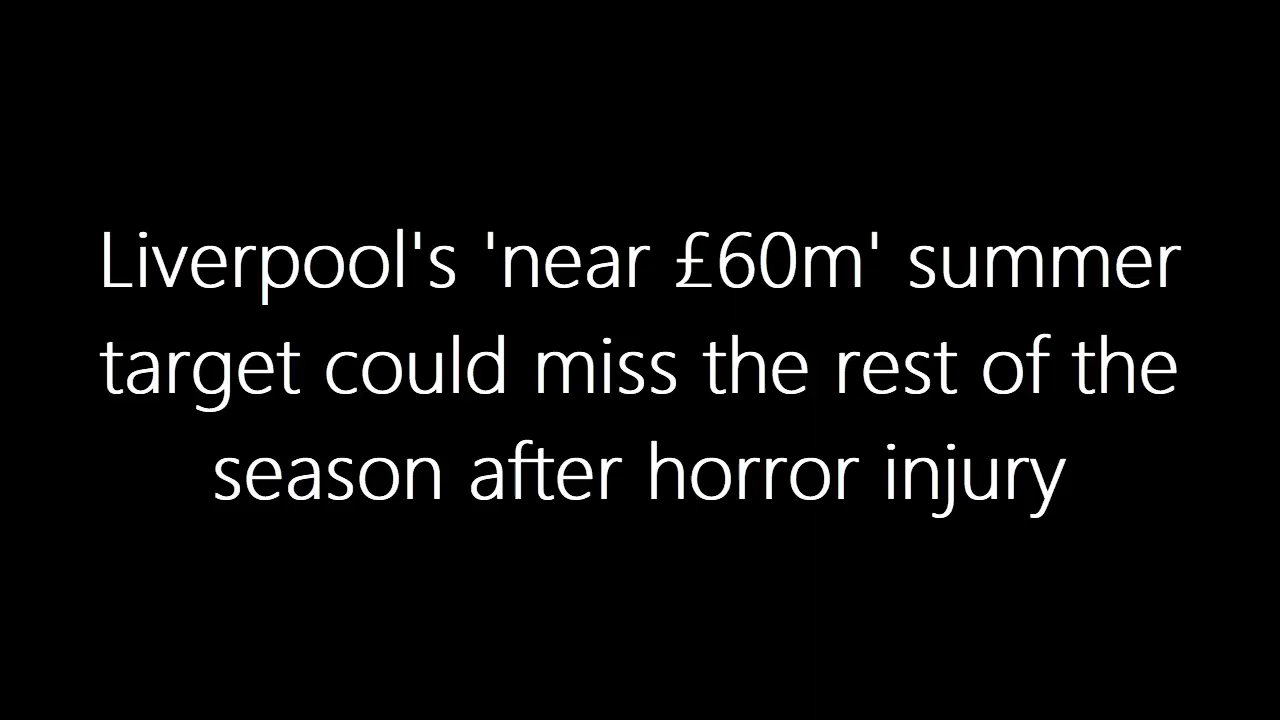 Liverpool's 'near £60m' summer
target could miss the rest of the
season after horror injury